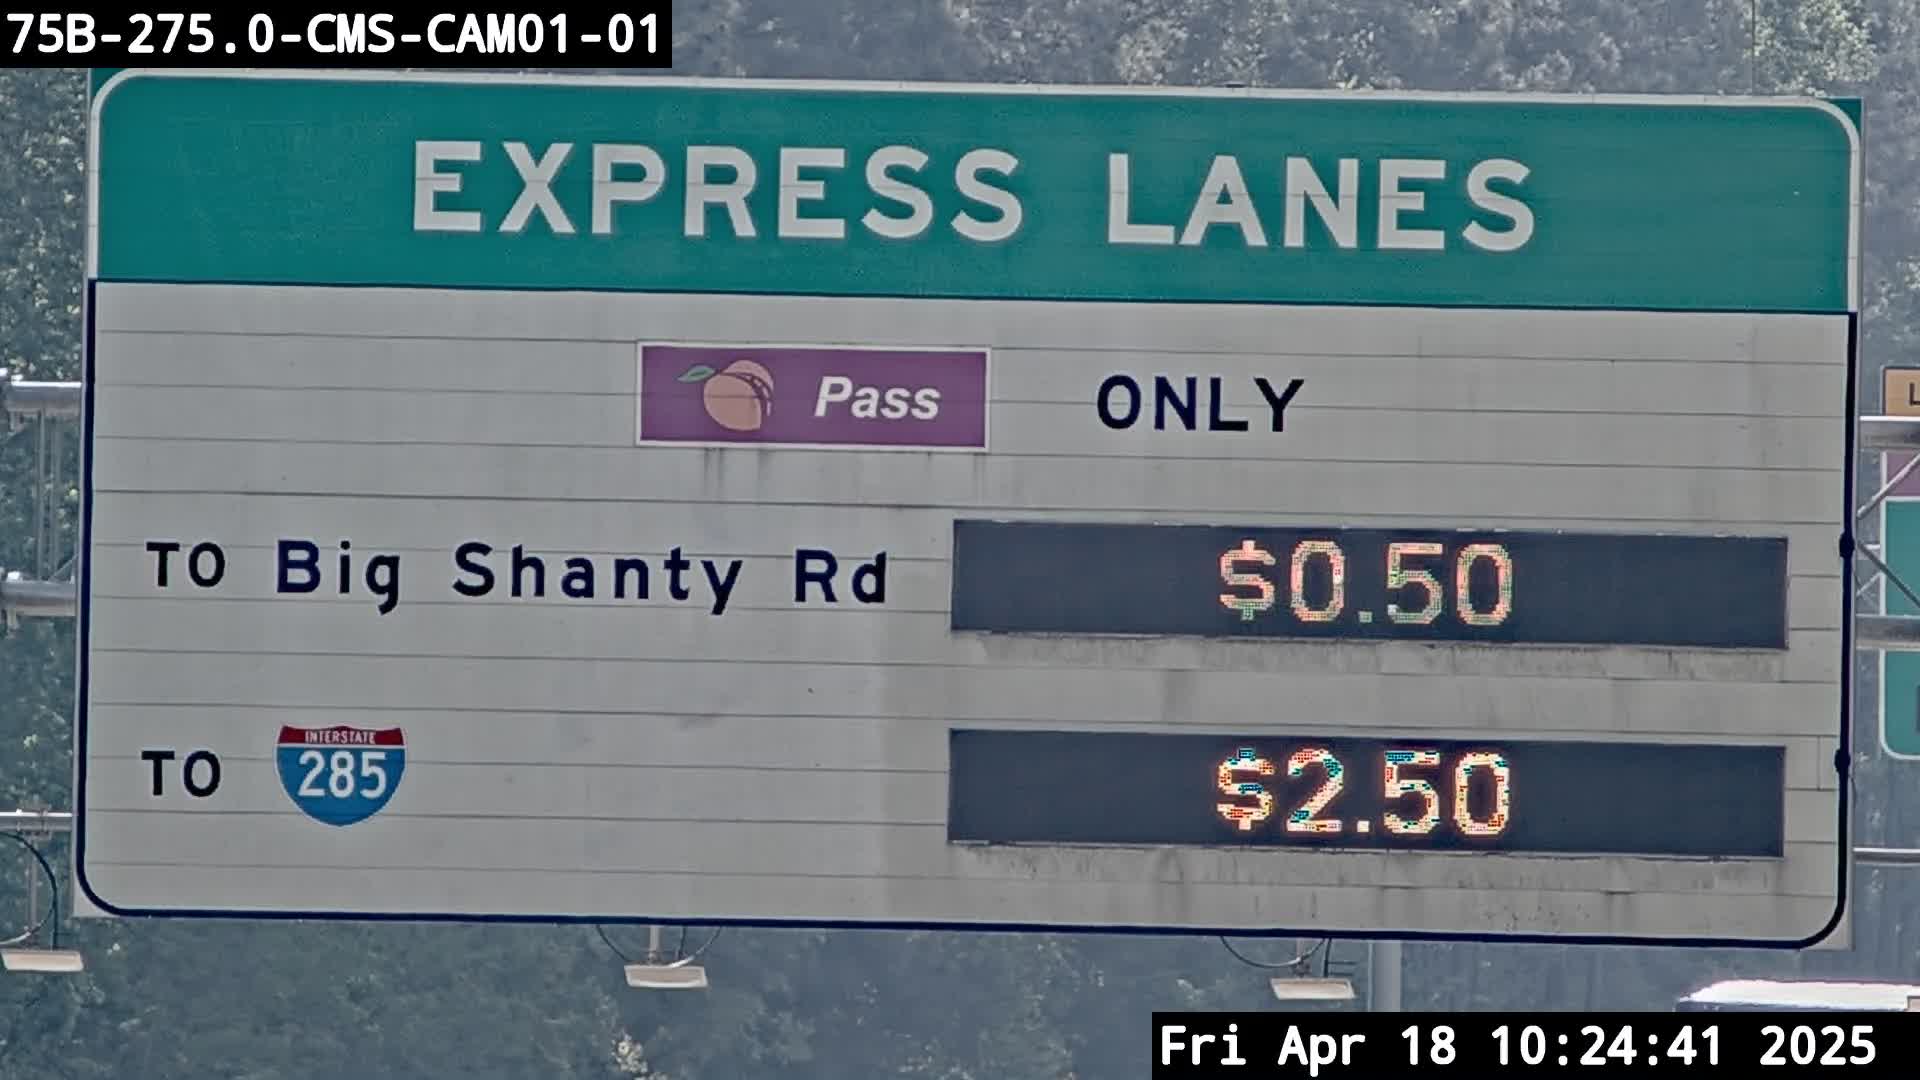 75B-275.0-CMS-CAM01-01
EXPRESS LANES
Pass ONLY
TO Big Shanty Rd $0.50
TO INTERSTATE 285 $2.50
Fri Apr 18 10:24:41 2025